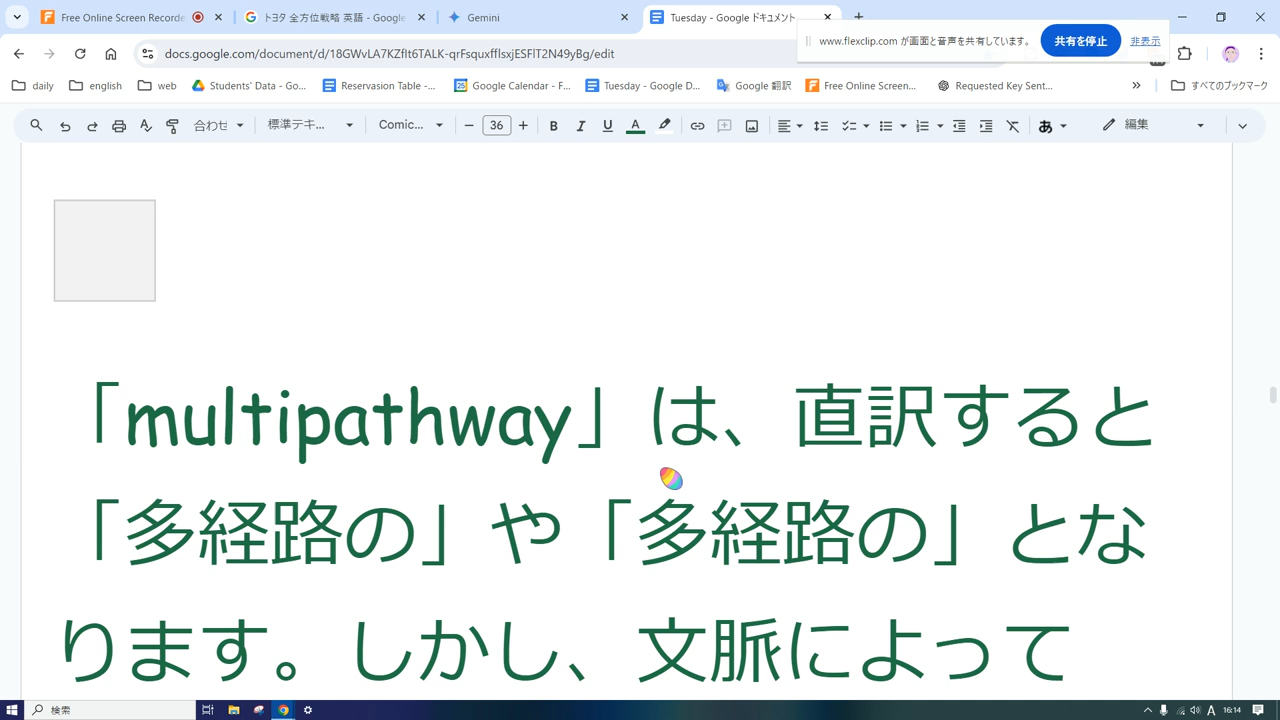 Free Online Screen Recorde
トヨタ 全方位戦略 英語 - Google
Gemini
Tuesday - Google ドキュメント
www.flexclip.com が画面と音声を共有しています。
共有を停止
非表示
docs.google.com/document/d/18GWvLA7KZflt6TALK-grFsquxfflsxjESFlT2N49yBg/edit
daily
english
web
Students' Data - Go...
Reservasion Table -...
Google Calendar - F...
Tuesday - Google D...
Google 翻訳
Free Online Screen...
Requested Key Sent...
»
すべてのブックマーク
合わせ
標準テキ...
Comic...
36
B
I
U
A
あ
編集
「multipathway」は、直訳すると
「多経路の」や「多経路の」とな
ります。しかし、文脈によって
検索
A
16:14